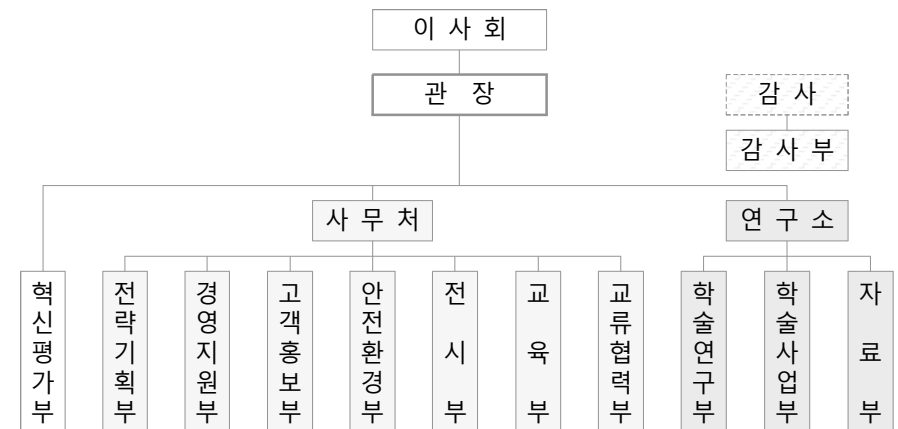 이 사 회
관 장
감 사
감 사 부
사 무 처
연 구 소
혁신평가부
전략기획부
경영지원부
고객홍보부
안전환경부
전시부
교육부
교류협력부
학술연구부
학술사업부
자료부